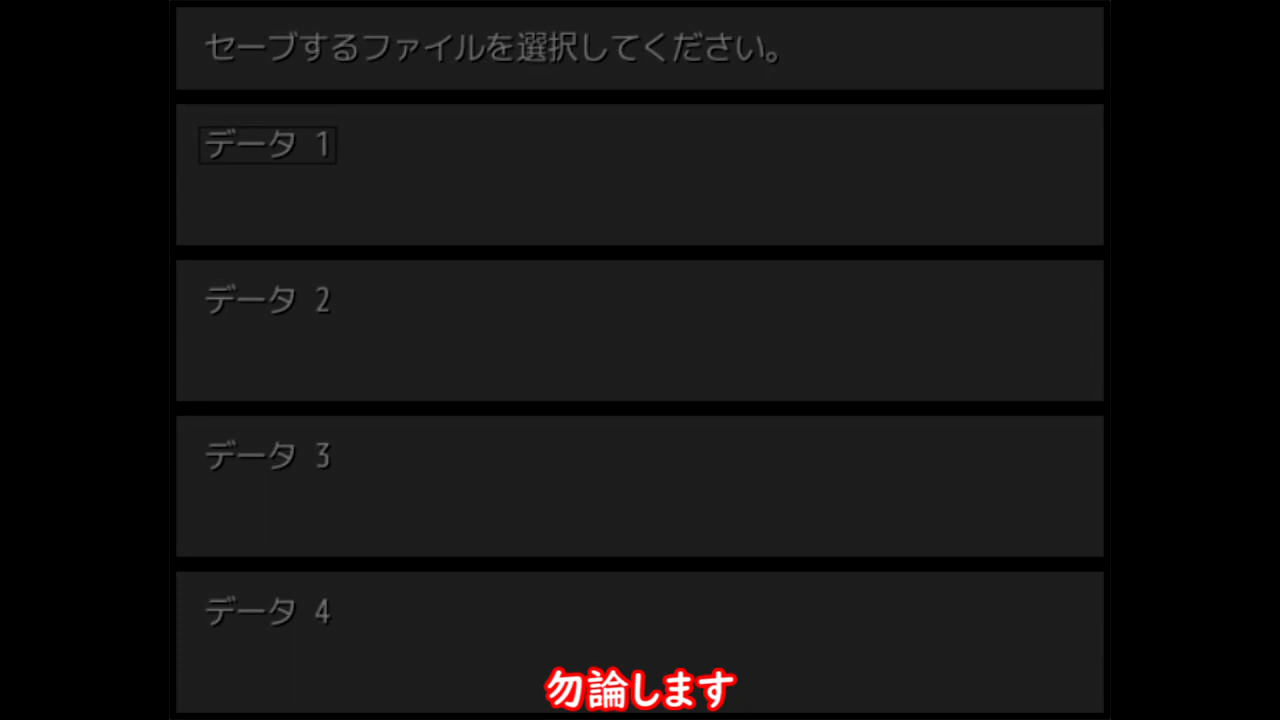 セーブするファイルを選択してください。
データ 1
データ 2
データ 3
データ 4
勿論します